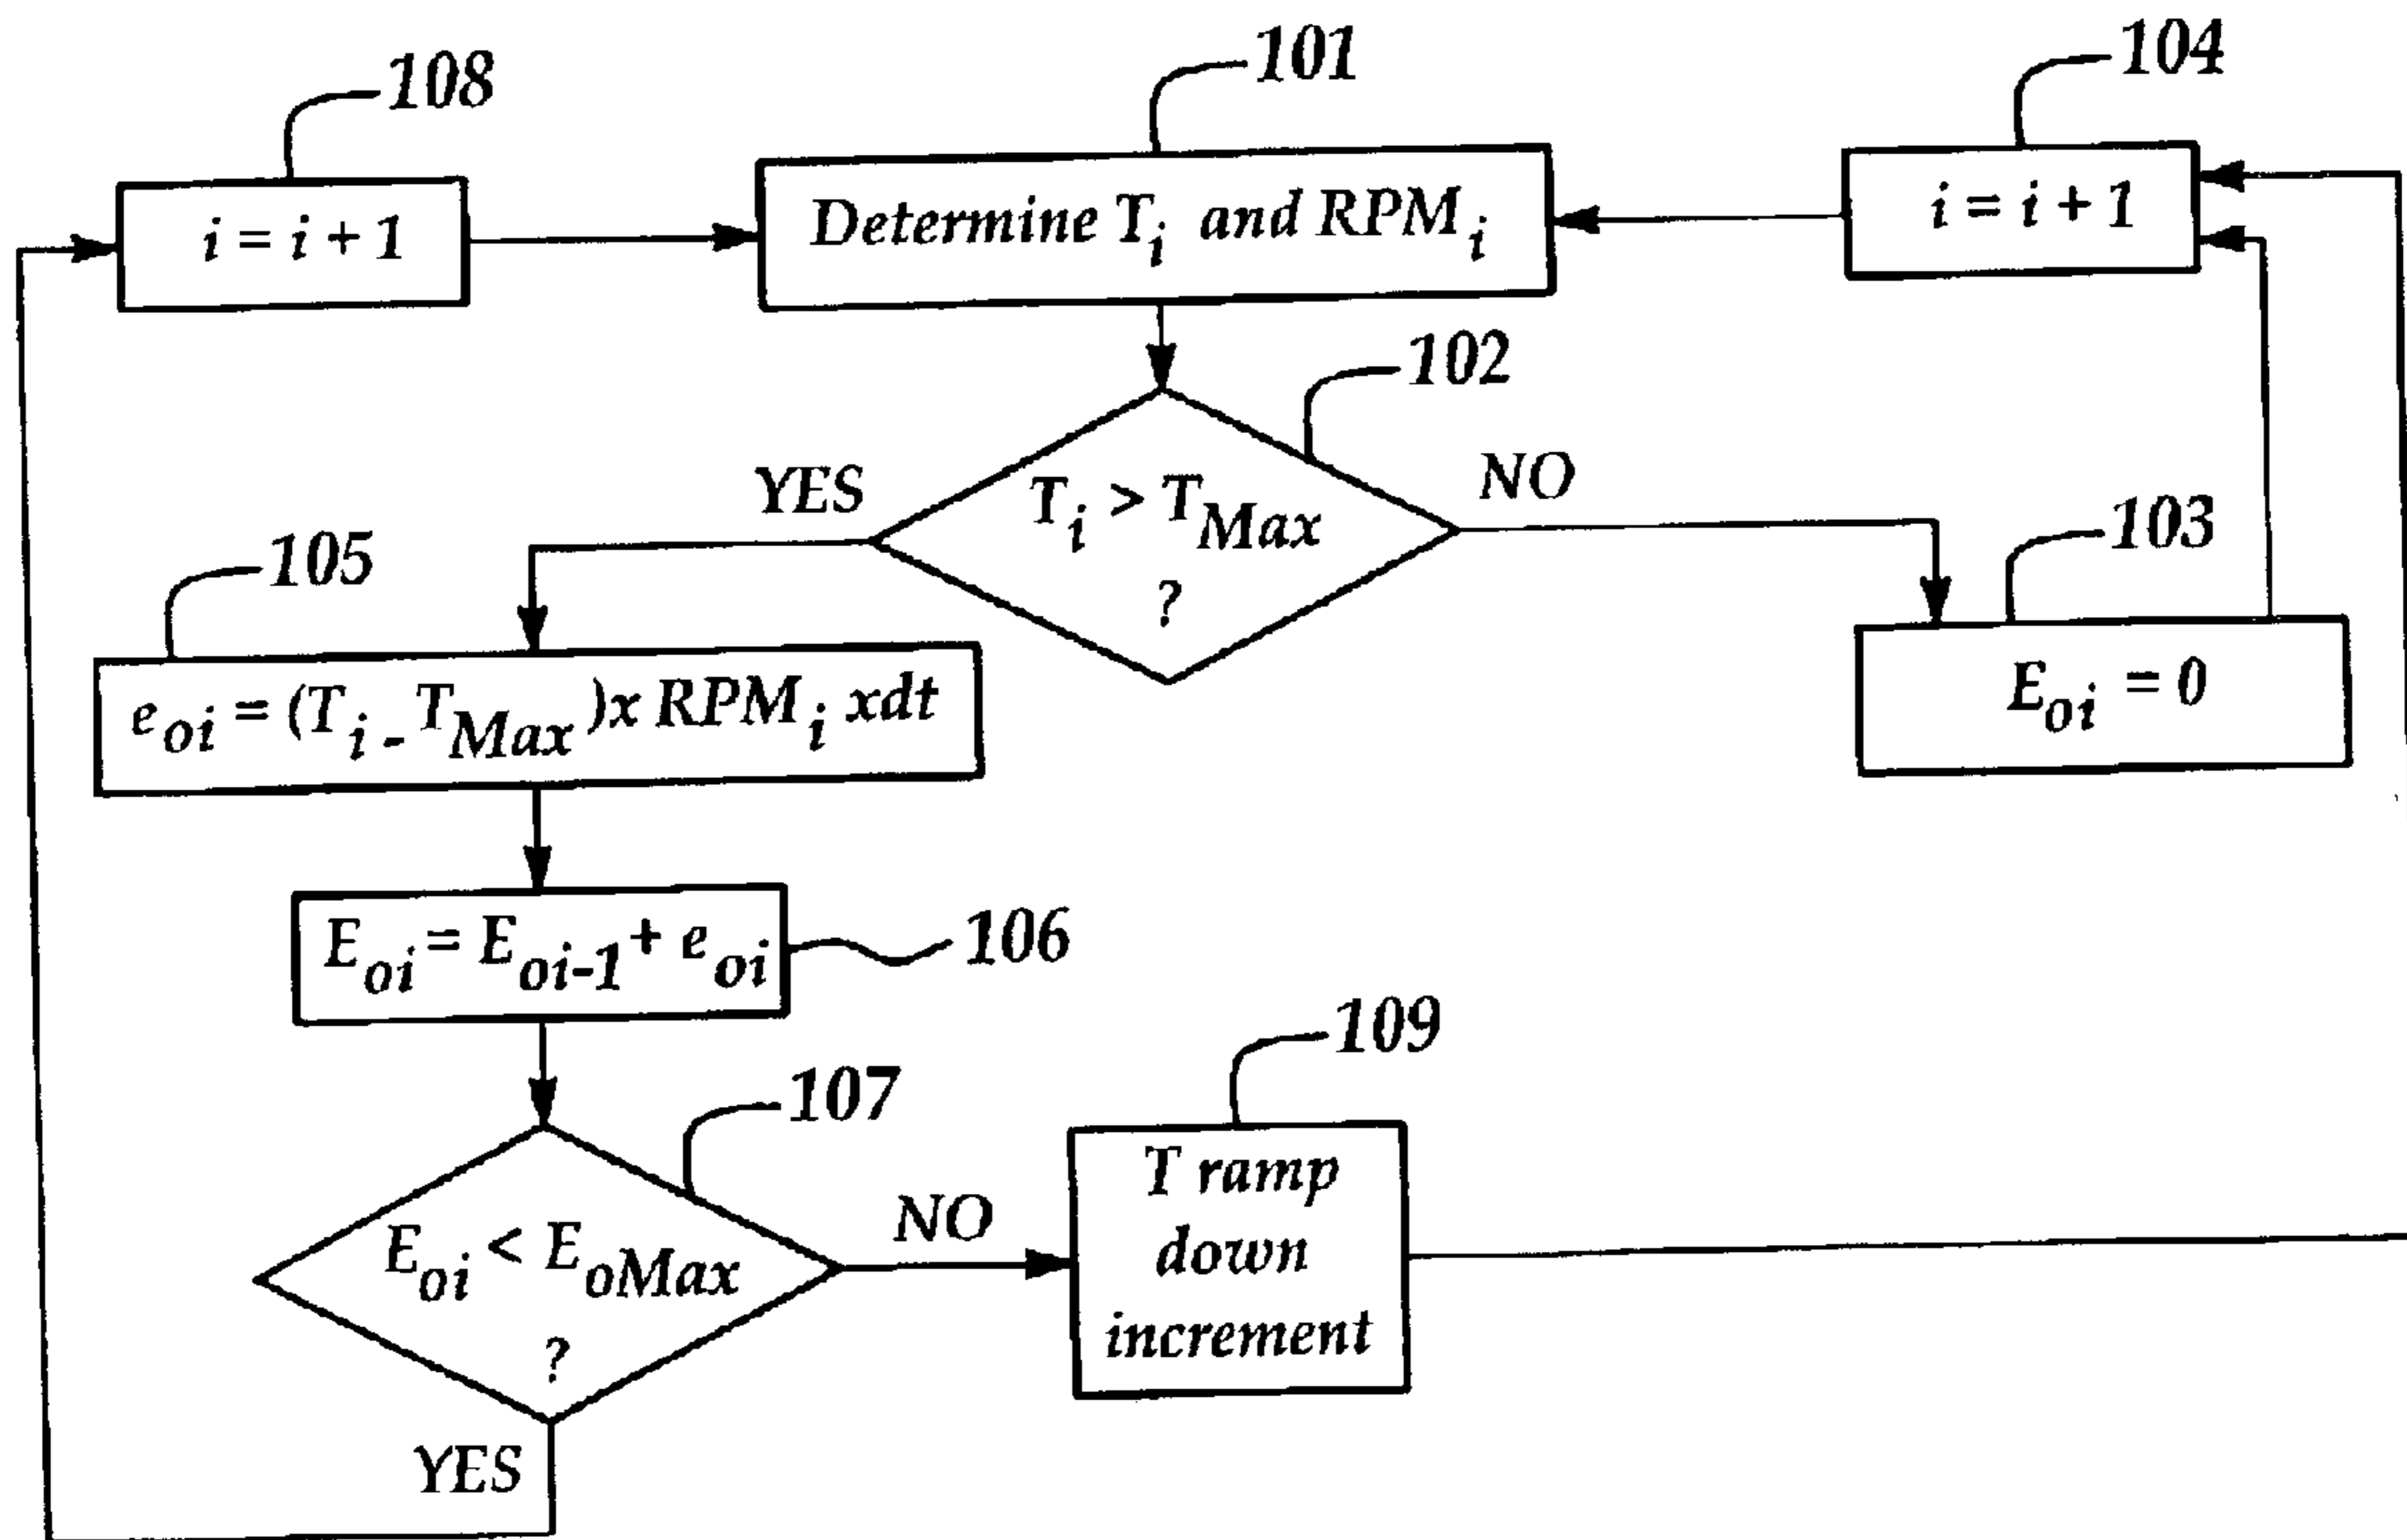 108
101
104
i = i + 1
Determine T_i and RPM_i
i = i + 1
102
YES
T_i > T_Max
?
NO
105
103
e_oi = (T_i - T_Max) x RPM_i xdt
E_oi = 0
E_oi = E_oi-1 + e_oi
106
109
107
T ramp
down
increment
NO
E_oi < E_oMax
?
YES